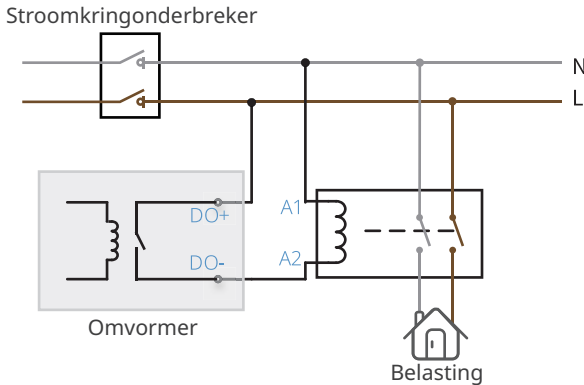 Stroomkringonderbreker
N
L
DO+
A1
DO-
A2
Omvormer
Belasting